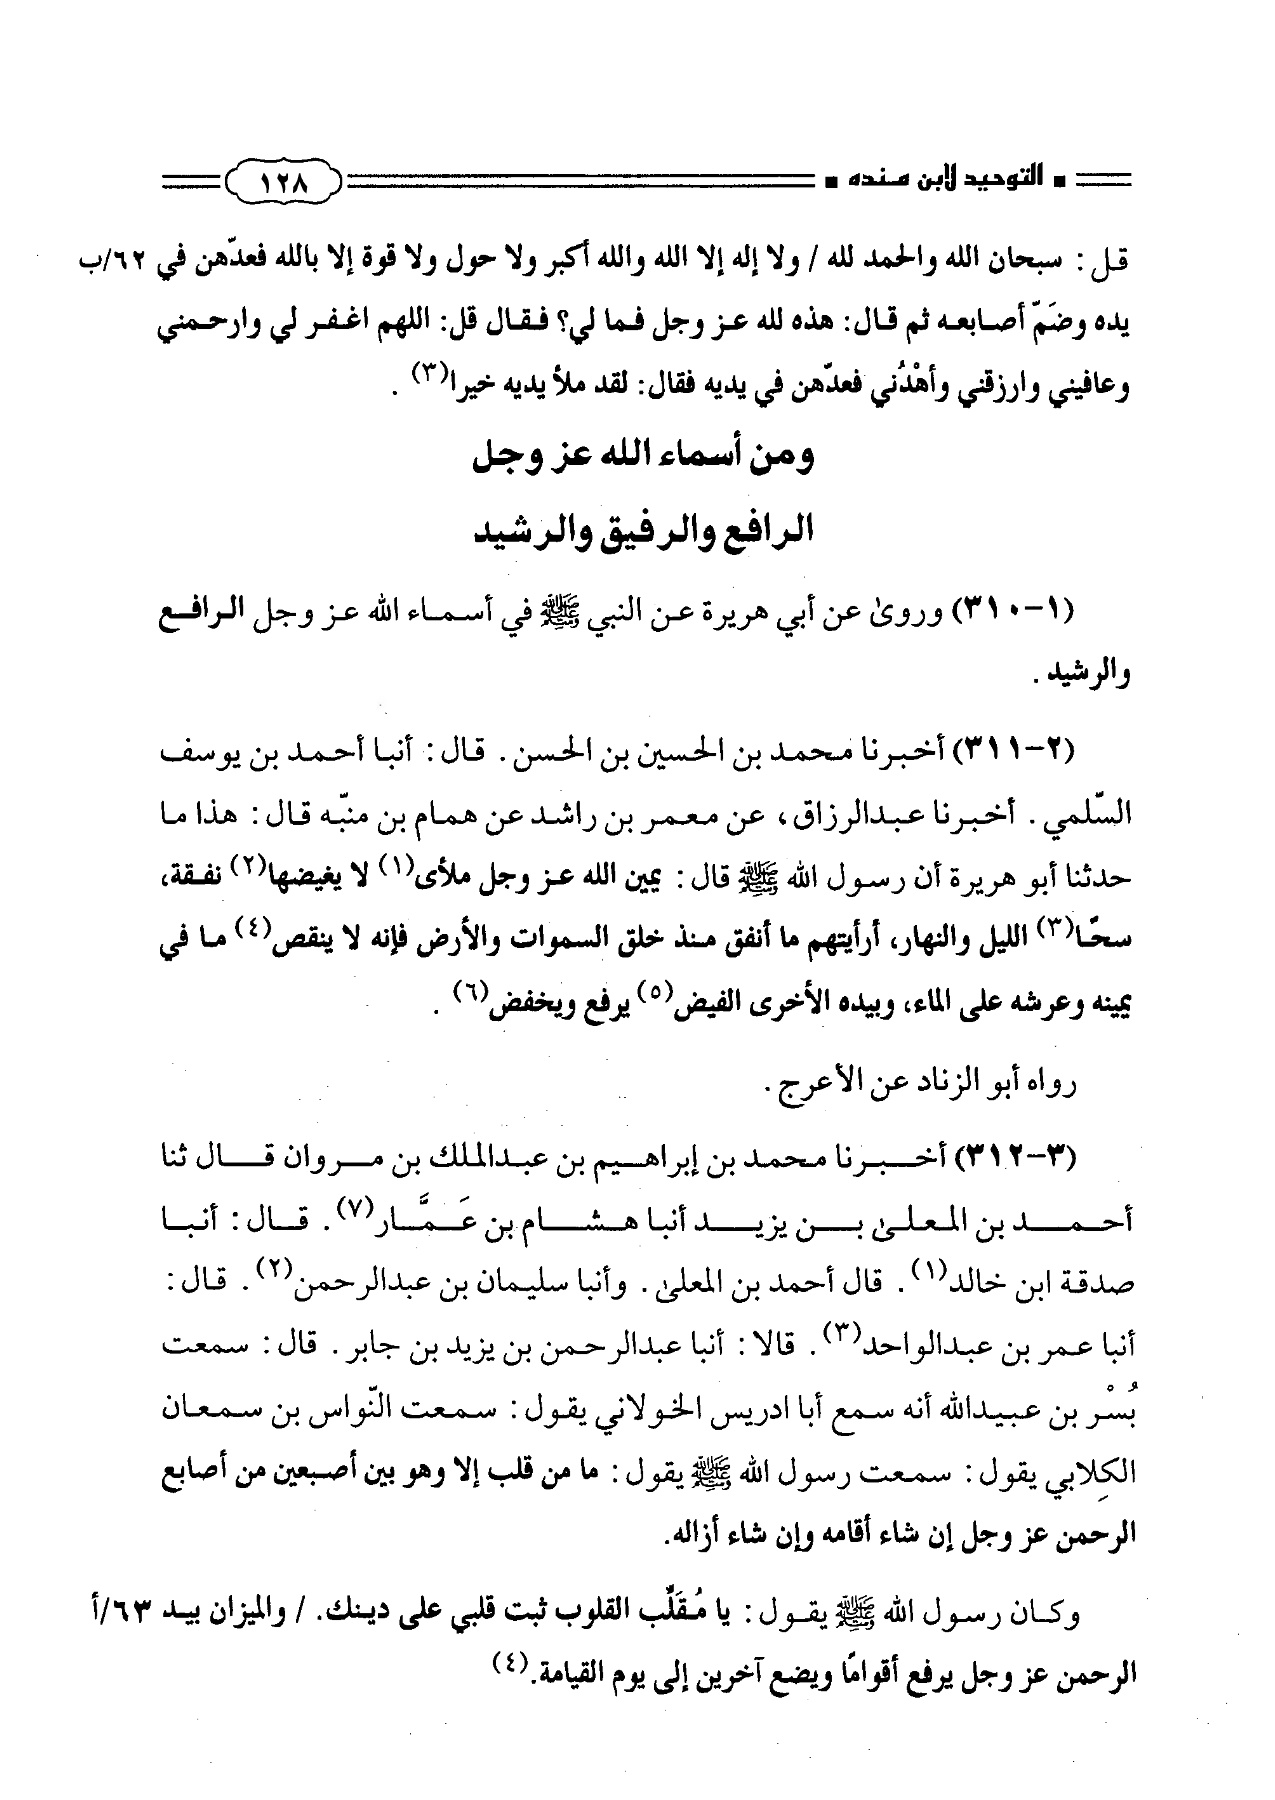 التوحيد لابن منده ١٢٨
قل : سبحان الله والحمد لله / ولا إله إلا الله والله أكبر ولا حول ولا قوة إلا بالله فعدّهن في ٦٢/ب
يده وضَمّ أصابعه ثم قال: هذه لله عز وجل فما لي؟ فقال قل: اللهم اغفر لي وارحمني
وعافيني وارزقني وأهْدُني فعدّهن في يديه فقال: لقد ملأ يديه خيرا(٣) .
ومن أسماء الله عز وجل
الرافع والرفيق والرشيد
(١-٣١٠) وروىٰ عن أبي هريرة عن النبي ﷺ في أسماء الله عز وجل الرافع
والرشيد .
(٢-٣١١) أخبرنا محمد بن الحسين بن الحسن . قال : أنبا أحمد بن يوسف
السّلمي . أخبرنا عبدالرزاق، عن معمر بن راشد عن همام بن منبّه قال : هذا ما
حدثنا أبو هريرة أن رسول الله ﷺ قال : يمين الله عز وجل ملأى(١) لا يغيضها(٢) نفقة،
سحّا(٣) الليل والنهار، أرأيتهم ما أنفق منذ خلق السموات والأرض فإنه لا ينقص(٤) ما في
يمينه وعرشه على الماء، وبيده الأخرى الفيض(٥) يرفع ويخفض(٦) .
رواه أبو الزناد عن الأعرج .
(٣-٣١٢) أخبرنا محمد بن إبراهيم بن عبدالملك بن مروان قال ثنا
أحمد بن المعلىٰ بن يزيد أنبا هشام بن عَمَّار(٧) . قال : أنبا
صدقة ابن خالد(١) . قال أحمد بن المعلىٰ . وأنبا سليمان بن عبدالرحمن(٢) . قال :
أنبا عمر بن عبدالواحد(٣) . قالا : أنبا عبدالرحمن بن يزيد بن جابر . قال : سمعت
بُسْر بن عبيدالله أنه سمع أبا ادريس الخولاني يقول : سمعت النّواس بن سمعان
الكِلابي يقول : سمعت رسول الله ﷺ يقول : ما من قلب إلا وهو بين أصبعين من أصابع
الرحمن عز وجل إن شاء أقامه وإن شاء أزاله.
وكان رسول الله ﷺ يقول : يا مُقَلّب القلوب ثبت قلبي على دينك. / والميزان بيد ٦٣/أ
الرحمن عز وجل يرفع أقوامًا ويضع آخرين إلى يوم القيامة.(٤)